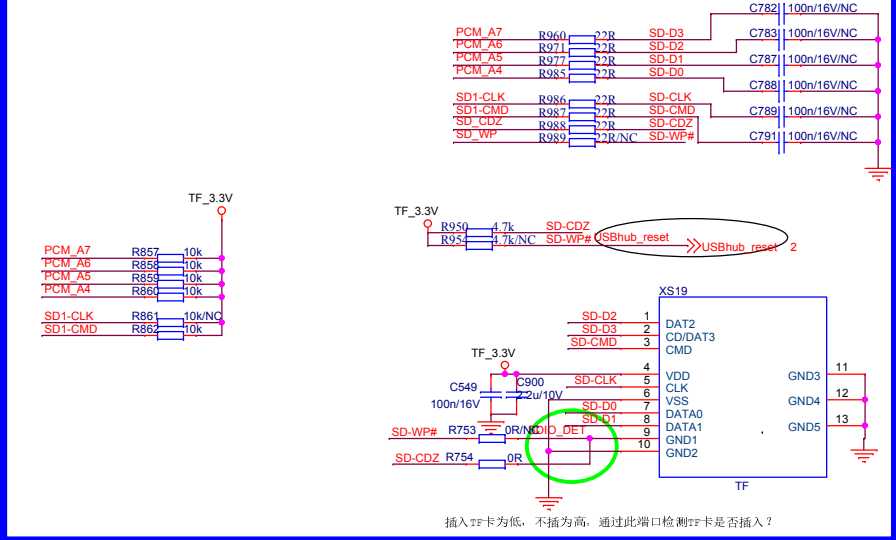 C782 100n/16V/NC
PCM_A7 R960 22R SD-D3 C783 100n/16V/NC
PCM_A6 R971 22R SD-D2
PCM_A5 R977 22R SD-D1 C787 100n/16V/NC
PCM_A4 R985 22R SD-D0
C788 100n/16V/NC
SD1-CLK R986 22R SD-CLK
SD1-CMD R987 22R SD-CMD C789 100n/16V/NC
SD_CDZ R988 22R SD-CDZ
SD_WP R989 22R/NC SD-WP# C791 100n/16V/NC
TF_3.3V
PCM_A7 R857 10k
PCM_A6 R858 10k
PCM_A5 R859 10k
PCM_A4 R860 10k
SD1-CLK R861 10k/NC
SD1-CMD R862 10k
TF_3.3V
R950 4.7k SD-CDZ
R954 4.7k/NC SD-WP# USBhub_reset
USBhub_reset 2
XS19
SD-D2 1 DAT2
SD-D3 2 CD/DAT3
SD-CMD 3 CMD
TF_3.3V
4 VDD GND3 11
SD-CLK 5 CLK
C549 C900
100n/16V 2.2u/10V
6 VSS GND4 12
SD-D0 7 DATA0
SD-D1 8 DATA1 GND5 13
SD-WP# R753 0R/NC SDIO_DET 9 GND1
10 GND2
SD-CDZ R754 0R
TF
插入TF卡为低，不插为高。通过此端口检测TF卡是否插入？